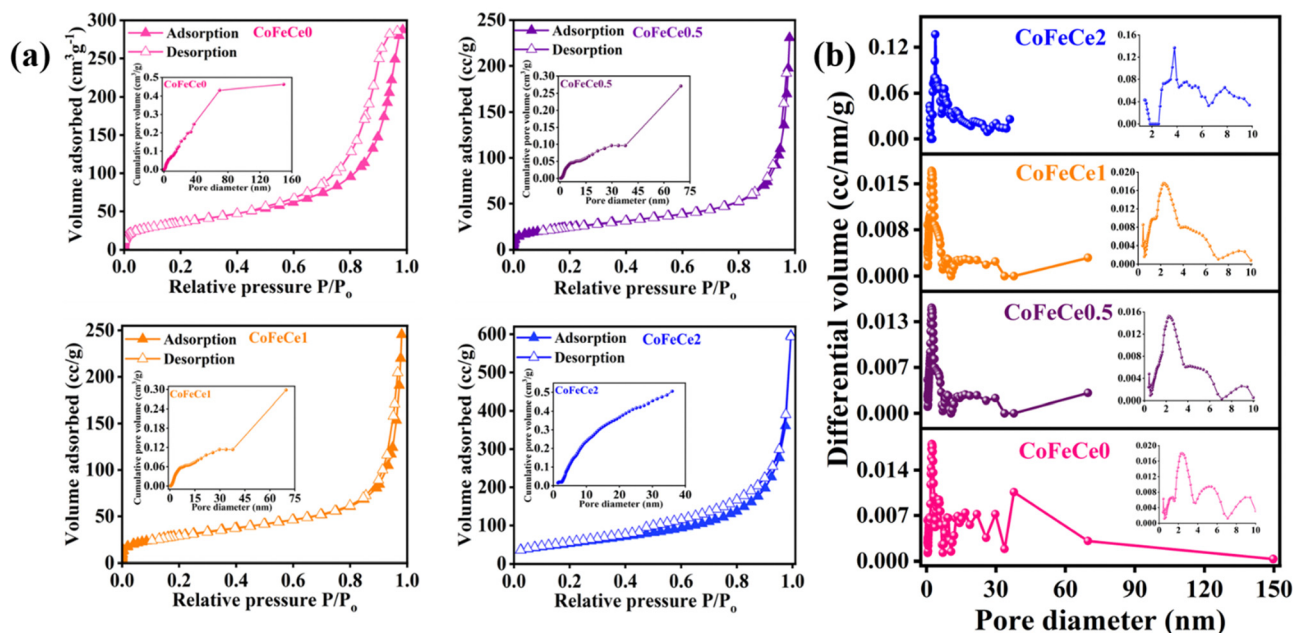 (a)
Volume adsorbed (cm³g⁻¹)
300
250
200
150
100
50
0
Adsorption CoFeCe0
Desorption
Cumulative pore volume (cm³/g)
0.5
0.4
0.3
0.2
0.1
0.0
CoFeCe0
0 40 80 120 160
Pore diameter (nm)
0.0 0.2 0.4 0.6 0.8 1.0
Relative pressure P/Pₒ
Volume adsorbed (cc/g)
250
200
150
100
50
0
Adsorption CoFeCe0.5
Desorption
Cumulative pore volume (cm³/g)
0.30
0.25
0.20
0.15
0.10
0.05
0.00
CoFeCe0.5
0 15 30 45 60 75
Pore diameter (nm)
0.0 0.2 0.4 0.6 0.8 1.0
Relative pressure P/Pₒ
Volume adsorbed (cc/g)
250
200
150
100
50
0
Adsorption CoFeCe1
Desorption
Cumulative pore volume (cm³/g)
0.30
0.24
0.18
0.12
0.06
0.00
CoFeCe1
0 15 30 45 60 75
Pore diameter (nm)
0.0 0.2 0.4 0.6 0.8 1.0
Relative pressure P/Pₒ
Volume adsorbed (cc/g)
600
500
400
300
200
100
0
Adsorption CoFeCe2
Desorption
Cumulative pore volume (cm³/g)
0.5
0.4
0.3
0.2
0.1
0.0
CoFeCe2
0 10 20 30 40
Pore diameter (nm)
0.0 0.2 0.4 0.6 0.8 1.0
Relative pressure P/Pₒ
(b)
Differential volume (cc/nm/g)
0.12
0.06
0.00
CoFeCe2
0.16
0.12
0.08
0.04
0.00
2 4 6 8 10
0.015
0.008
0.000
CoFeCe1
0.020
0.016
0.012
0.008
0.004
0.000
0 2 4 6 8 10
0.013
0.007
0.000
CoFeCe0.5
0.016
0.012
0.008
0.004
0.000
0 2 4 6 8 10
0.014
0.007
0.000
CoFeCe0
0.020
0.016
0.012
0.008
0.004
0.000
0 2 4 6 8 10
0 30 60 90 120 150
Pore diameter (nm)